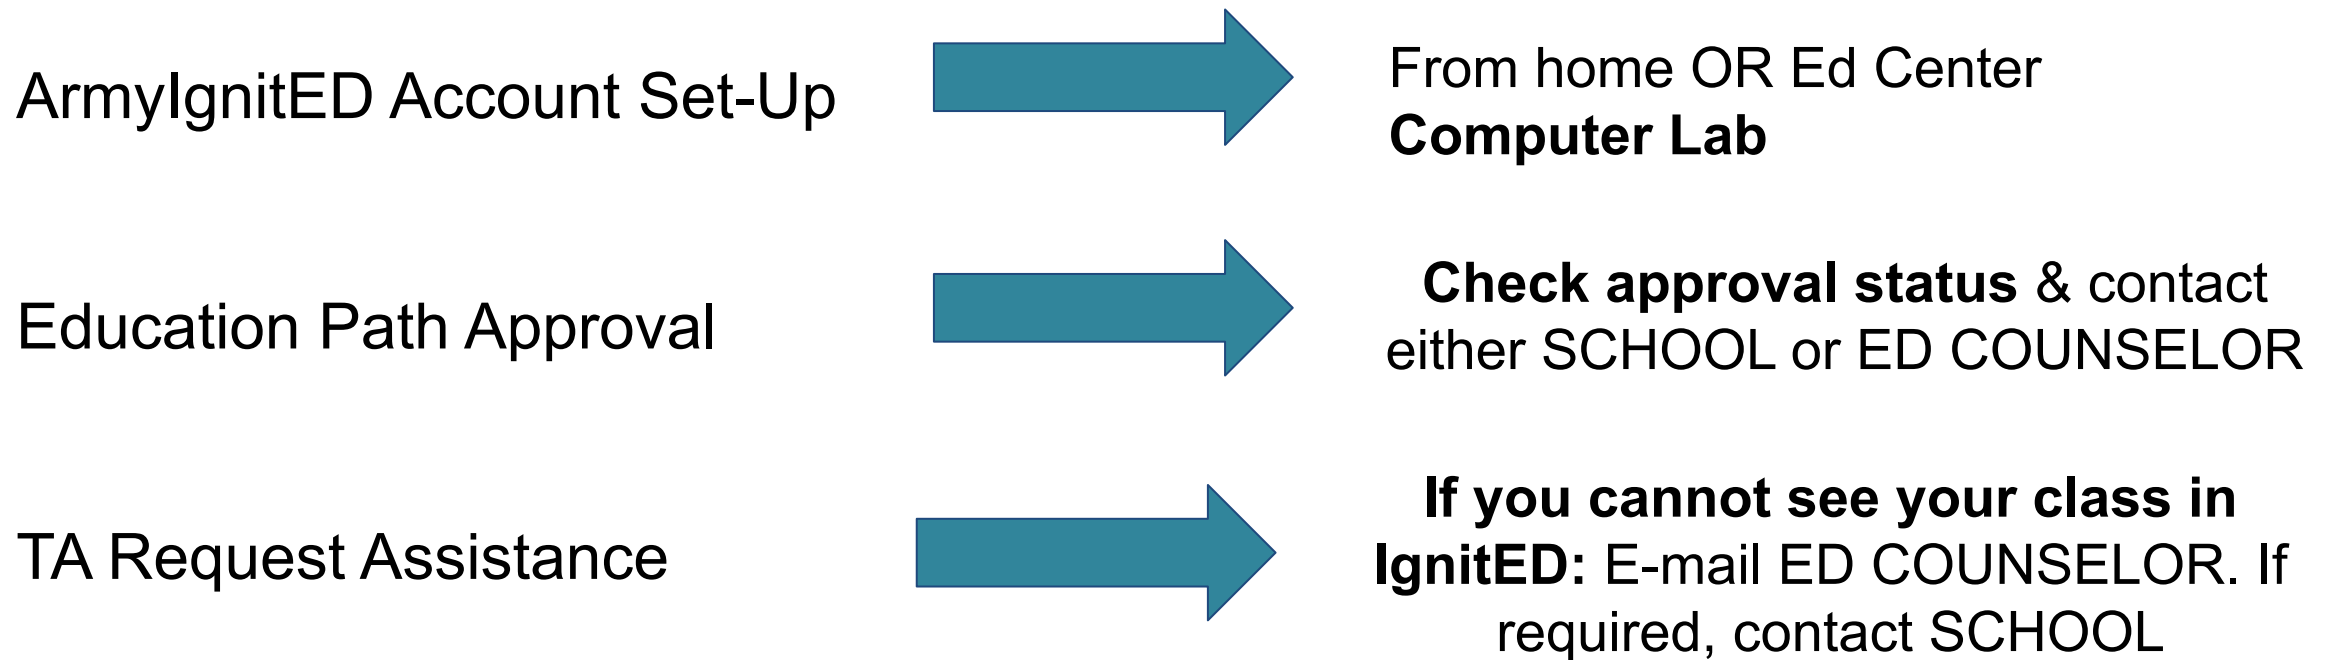 ArmyIgnitED Account Set-Up
From home OR Ed Center
Computer Lab
Education Path Approval
Check approval status & contact
either SCHOOL or ED COUNSELOR
TA Request Assistance
If you cannot see your class in
IgnitED: E-mail ED COUNSELOR. If
required, contact SCHOOL